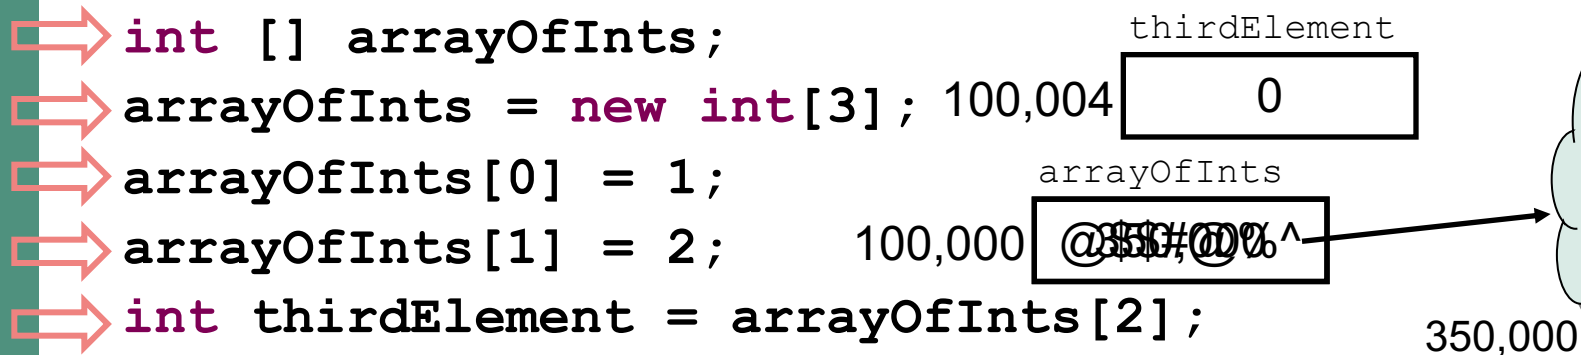 int [] arrayOfInts;
thirdElement
arrayOfInts = new int[3];
100,004
0
arrayOfInts[0] = 1;
arrayOfInts
arrayOfInts[1] = 2;
100,000
int thirdElement = arrayOfInts[2];
350,000